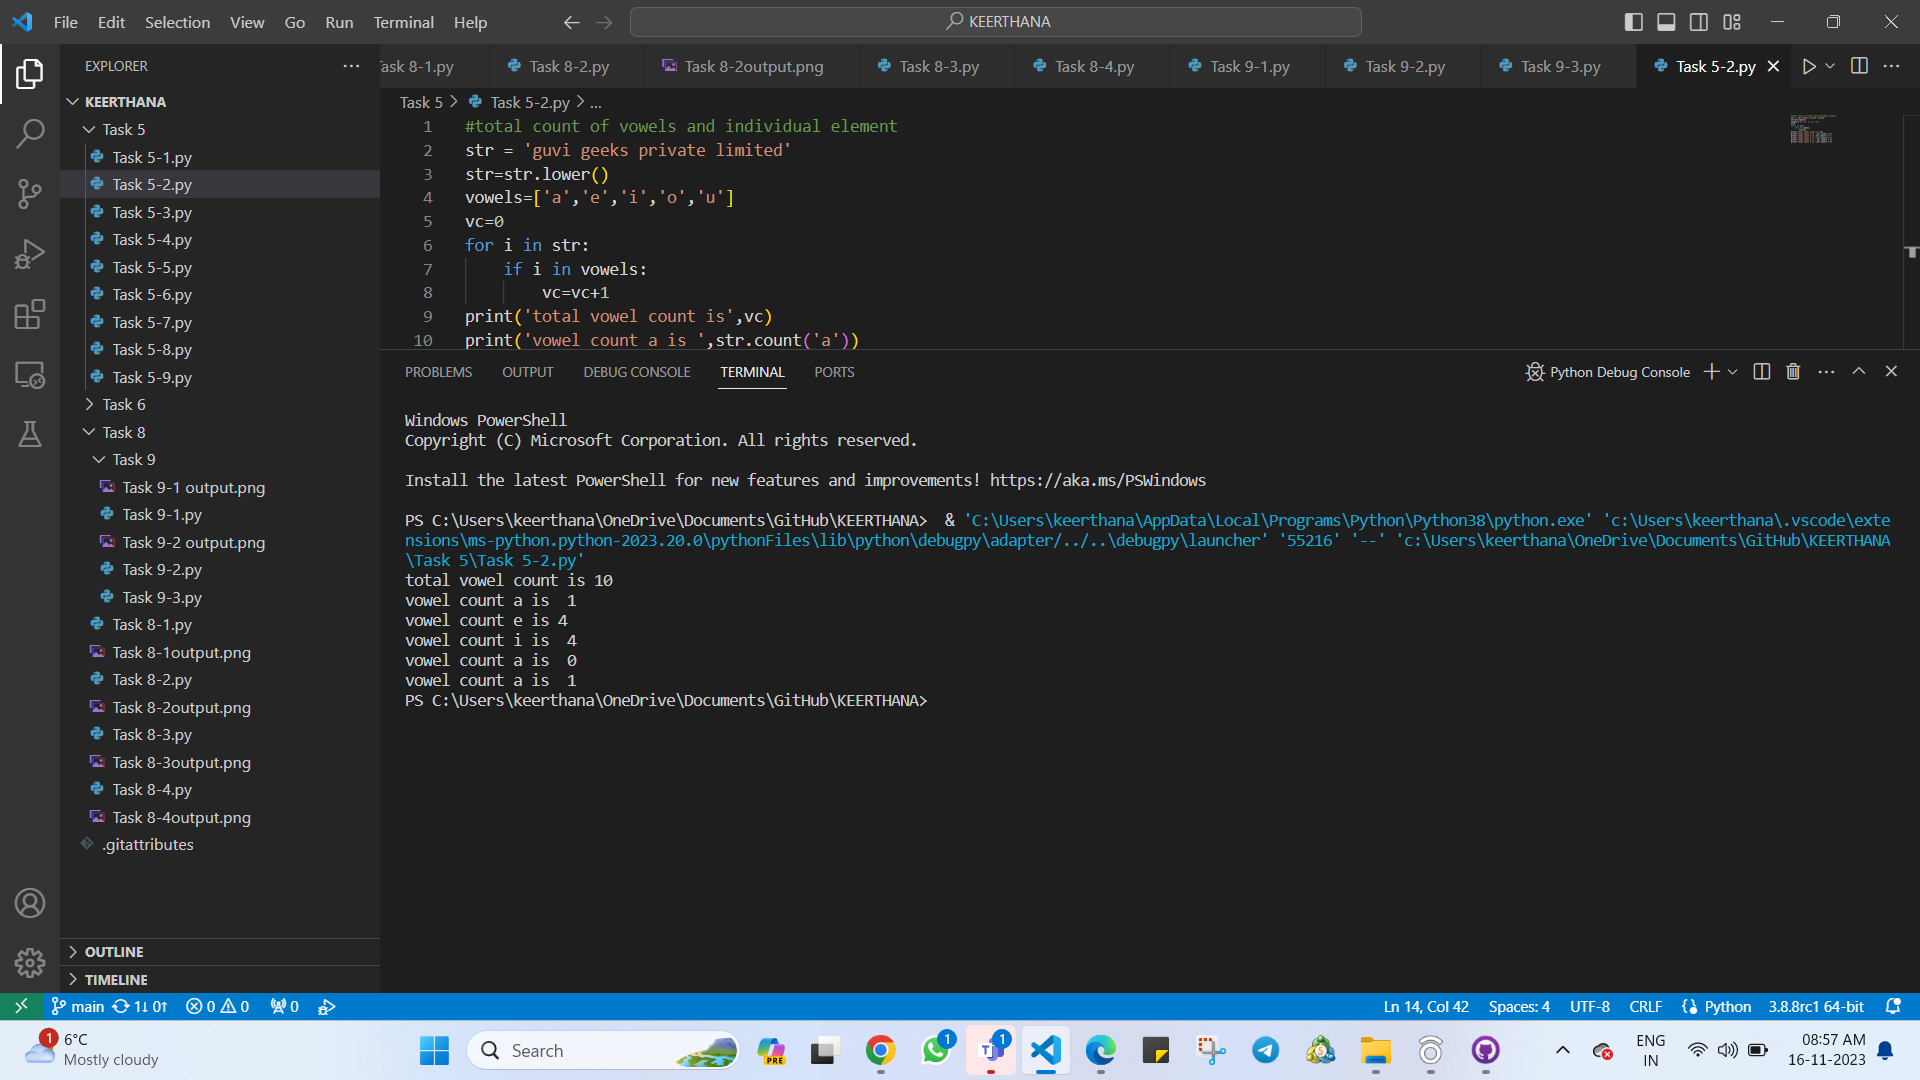 File Edit Selection View Go Run Terminal Help
KEERTHANA
EXPLORER
Task 8-1.py
Task 8-2.py
Task 8-2output.png
Task 8-3.py
Task 8-4.py
Task 9-1.py
Task 9-2.py
Task 9-3.py
Task 5-2.py
KEERTHANA
Task 5
Task 5-1.py
Task 5-2.py
Task 5-3.py
Task 5-4.py
Task 5-5.py
Task 5-6.py
Task 5-7.py
Task 5-8.py
Task 5-9.py
Task 6
Task 8
Task 9
Task 9-1 output.png
Task 9-1.py
Task 9-2 output.png
Task 9-2.py
Task 9-3.py
Task 8-1.py
Task 8-1output.png
Task 8-2.py
Task 8-2output.png
Task 8-3.py
Task 8-3output.png
Task 8-4.py
Task 8-4output.png
.gitattributes
OUTLINE
TIMELINE
Task 5 > Task 5-2.py > ...
1 #total count of vowels and individual element
2 str = 'guvi geeks private limited'
3 str=str.lower()
4 vowels=['a','e','i','o','u']
5 vc=0
6 for i in str:
7     if i in vowels:
8         vc=vc+1
9 print('total vowel count is',vc)
10 print('vowel count a is ',str.count('a'))
PROBLEMS OUTPUT DEBUG CONSOLE TERMINAL PORTS
Python Debug Console
Windows PowerShell
Copyright (C) Microsoft Corporation. All rights reserved.
Install the latest PowerShell for new features and improvements! https://aka.ms/PSWindows
PS C:\Users\keerthana\OneDrive\Documents\GitHub\KEERTHANA>  & 'C:\Users\keerthana\AppData\Local\Programs\Python\Python38\python.exe' 'c:\Users\keerthana\.vscode\exte
nsions\ms-python.python-2023.20.0\pythonFiles\lib\python\debugpy\adapter/../..\debugpy\launcher' '55216' '--' 'c:\Users\keerthana\OneDrive\Documents\GitHub\KEERTHANA
\Task 5\Task 5-2.py'
total vowel count is 10
vowel count a is  1
vowel count e is 4
vowel count i is  4
vowel count a is  0
vowel count a is  1
PS C:\Users\keerthana\OneDrive\Documents\GitHub\KEERTHANA>
main 1↓ 0↑ 0 0 0
Ln 14, Col 42 Spaces: 4 UTF-8 CRLF {} Python 3.8.8rc1 64-bit
1
6°C
Mostly cloudy
Search
PRE
1
1
ENG
IN
08:57 AM
16-11-2023